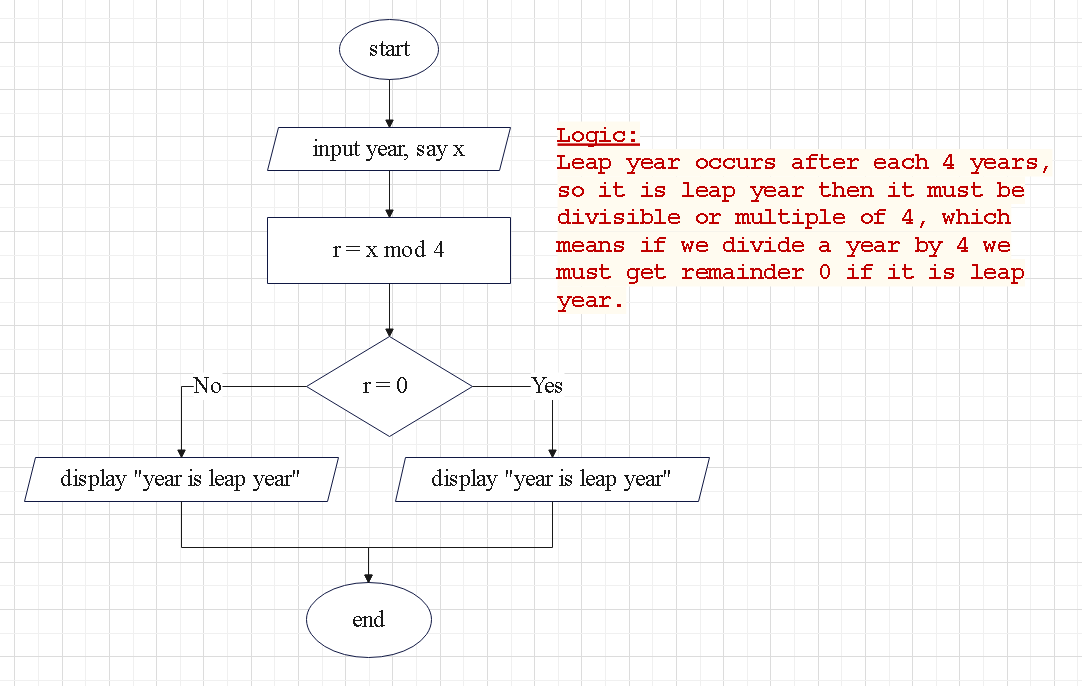 start
input year, say x
Logic:
Leap year occurs after each 4 years,
so it is leap year then it must be
divisible or multiple of 4, which
means if we divide a year by 4 we
must get remainder 0 if it is leap
year.
r = x mod 4
r = 0
No
Yes
display "year is leap year"
display "year is leap year"
end